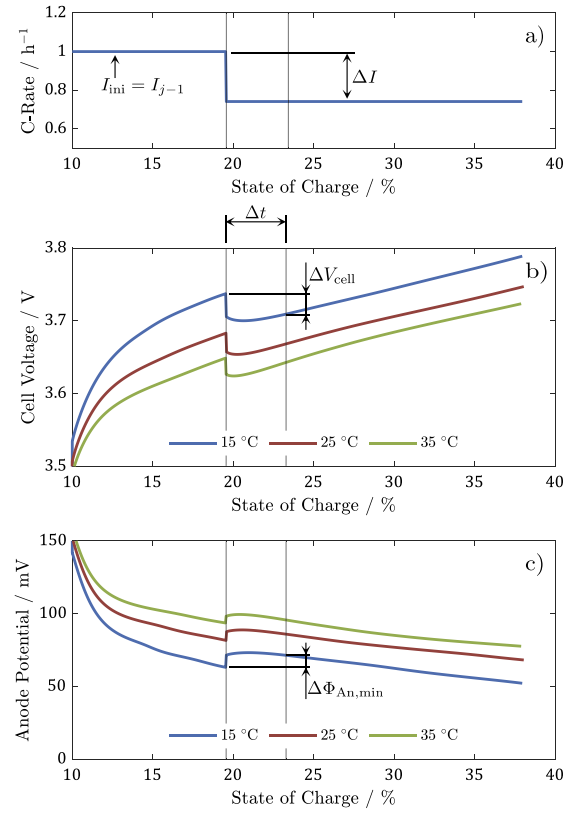 a)
C-Rate / h⁻¹
1.2
1
0.8
0.6
I_ini = I_{j−1}
ΔI
10 15 20 25 30 35 40
State of Charge / %
Δt
b)
Cell Voltage / V
3.8
3.7
3.6
3.5
ΔV_cell
15 °C 25 °C 35 °C
10 15 20 25 30 35 40
State of Charge / %
c)
Anode Potential / mV
150
100
50
0
ΔΦ_An,min
15 °C 25 °C 35 °C
10 15 20 25 30 35 40
State of Charge / %